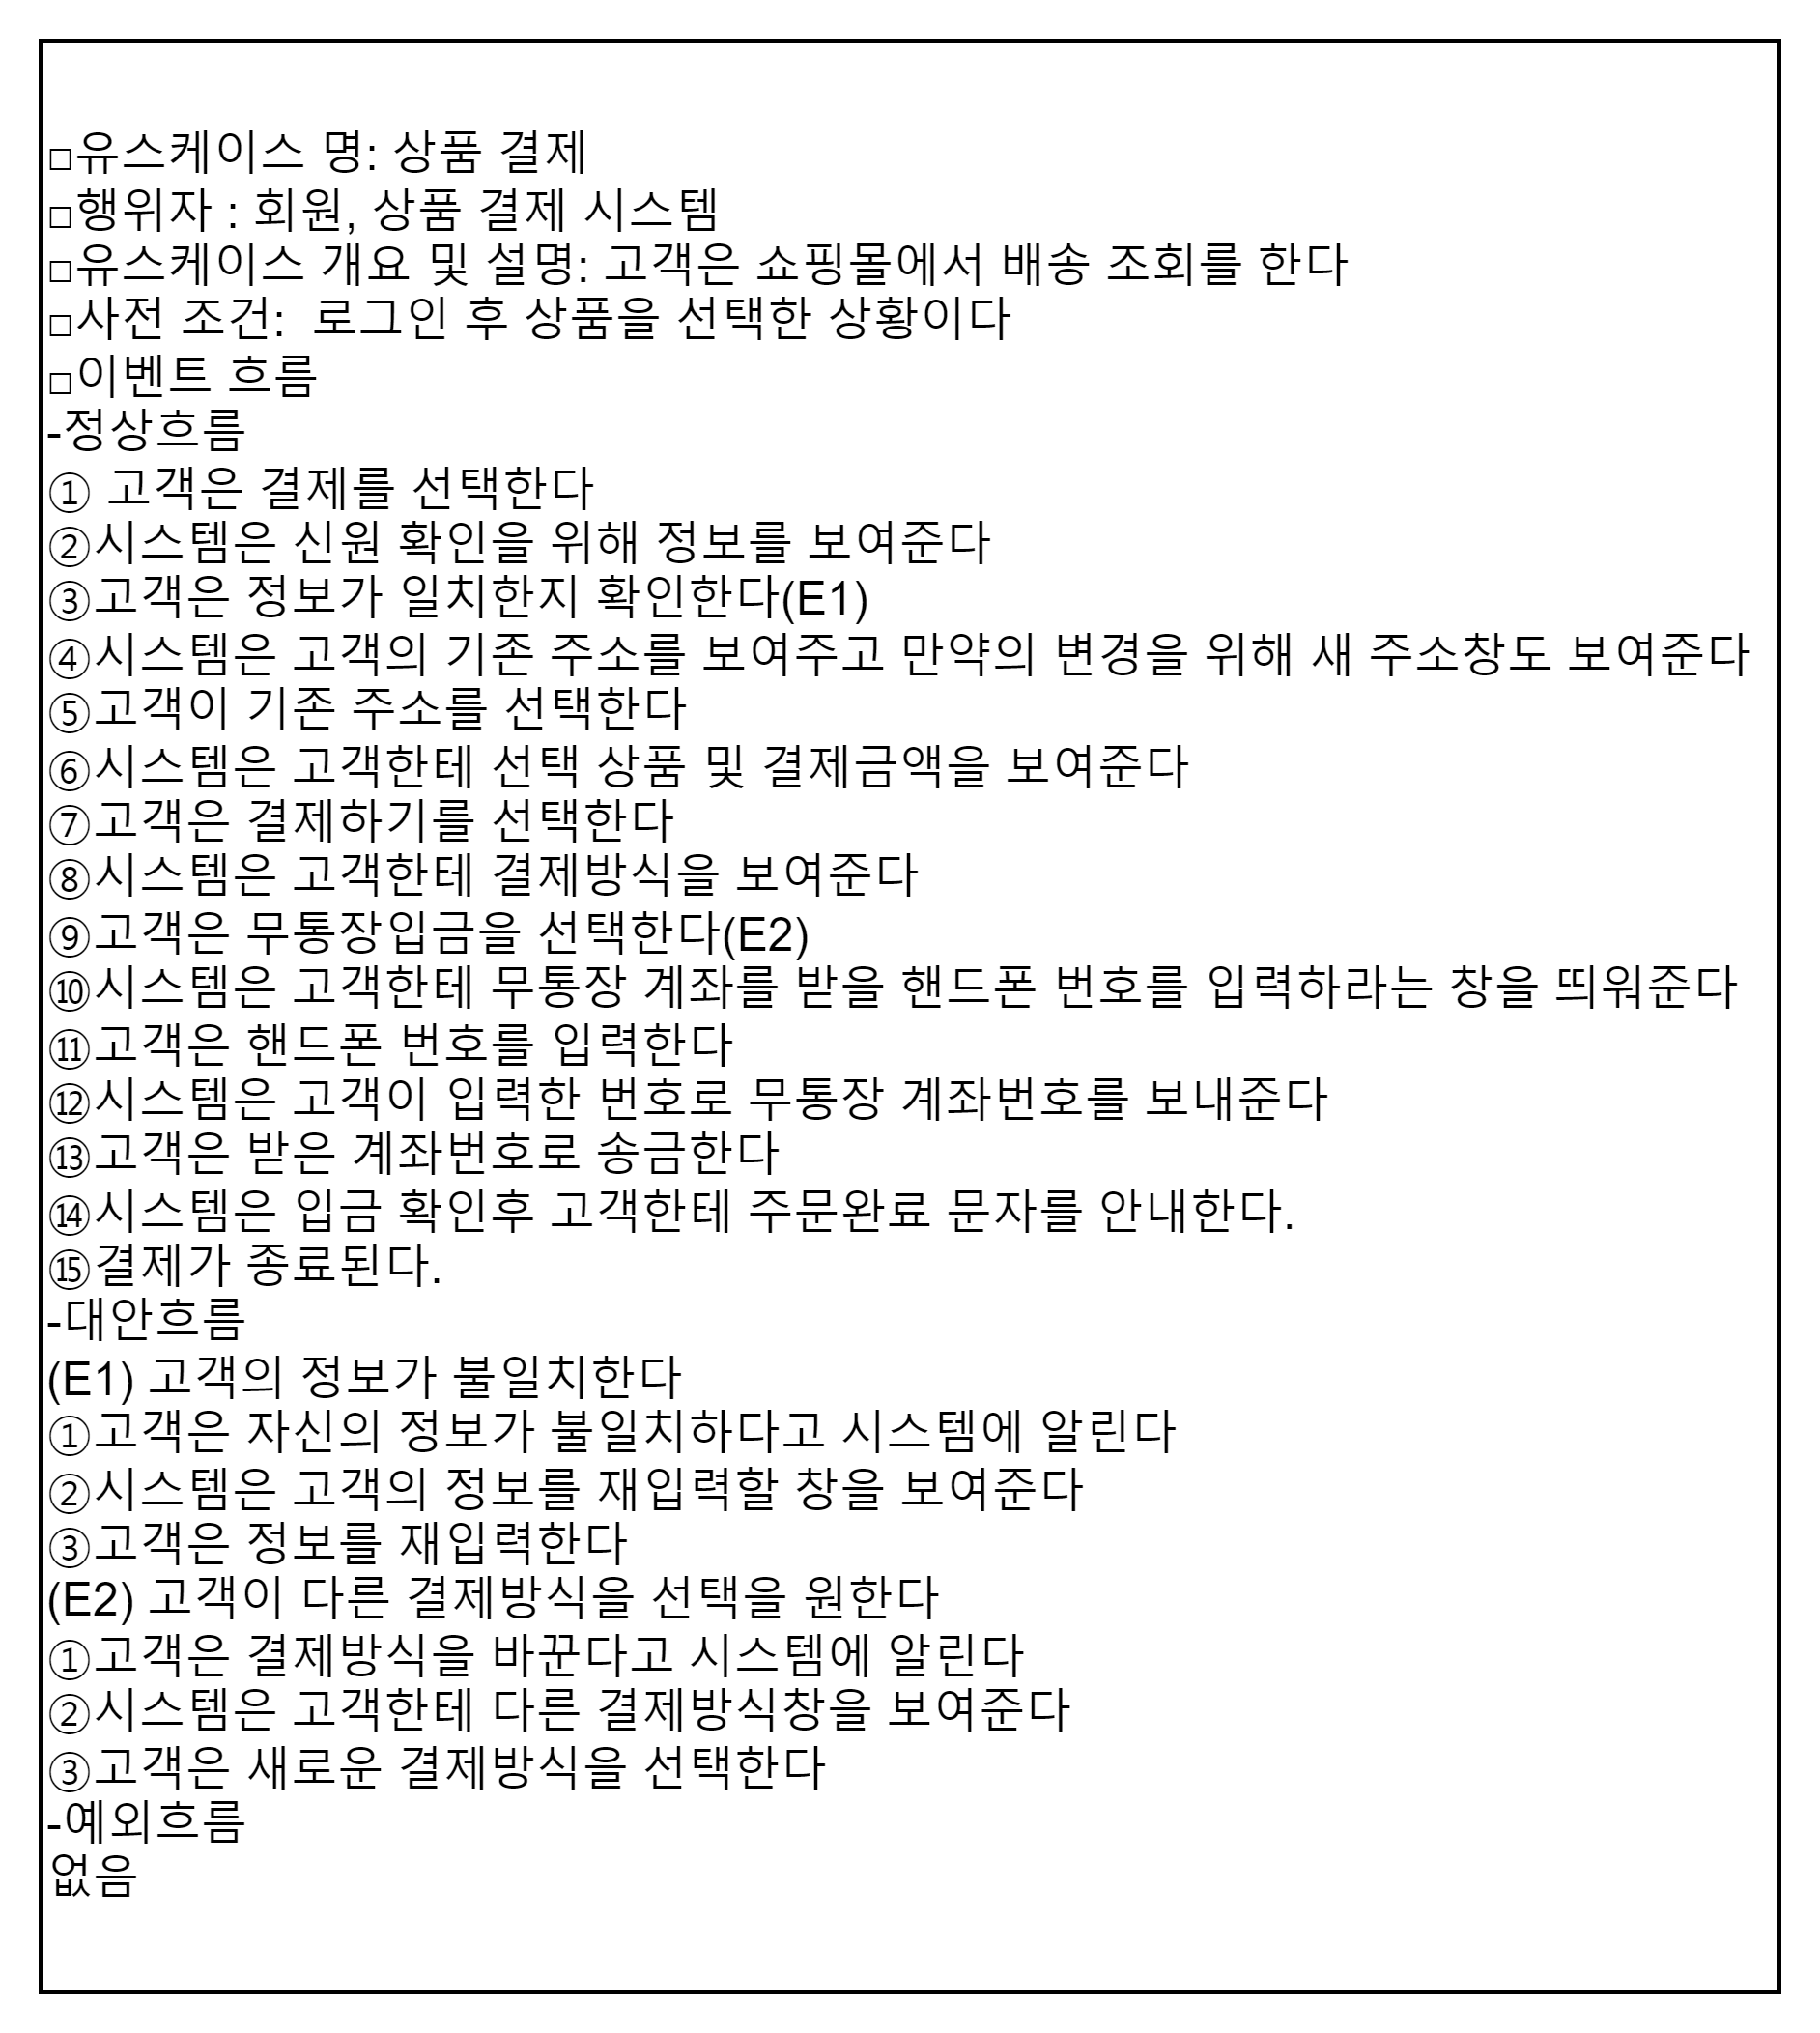 □유스케이스 명: 상품 결제
□행위자 : 회원, 상품 결제 시스템
□유스케이스 개요 및 설명: 고객은 쇼핑몰에서 배송 조회를 한다
□사전 조건:  로그인 후 상품을 선택한 상황이다
□이벤트 흐름
-정상흐름
① 고객은 결제를 선택한다
②시스템은 신원 확인을 위해 정보를 보여준다
③고객은 정보가 일치한지 확인한다(E1)
④시스템은 고객의 기존 주소를 보여주고 만약의 변경을 위해 새 주소창도 보여준다
⑤고객이 기존 주소를 선택한다
⑥시스템은 고객한테 선택 상품 및 결제금액을 보여준다
⑦고객은 결제하기를 선택한다
⑧시스템은 고객한테 결제방식을 보여준다
⑨고객은 무통장입금을 선택한다(E2)
⑩시스템은 고객한테 무통장 계좌를 받을 핸드폰 번호를 입력하라는 창을 띄워준다
⑪고객은 핸드폰 번호를 입력한다
⑫시스템은 고객이 입력한 번호로 무통장 계좌번호를 보내준다
⑬고객은 받은 계좌번호로 송금한다
⑭시스템은 입금 확인후 고객한테 주문완료 문자를 안내한다.
⑮결제가 종료된다.
-대안흐름
(E1) 고객의 정보가 불일치한다
①고객은 자신의 정보가 불일치하다고 시스템에 알린다
②시스템은 고객의 정보를 재입력할 창을 보여준다
③고객은 정보를 재입력한다
(E2) 고객이 다른 결제방식을 선택을 원한다
①고객은 결제방식을 바꾼다고 시스템에 알린다
②시스템은 고객한테 다른 결제방식창을 보여준다
③고객은 새로운 결제방식을 선택한다
-예외흐름
없음